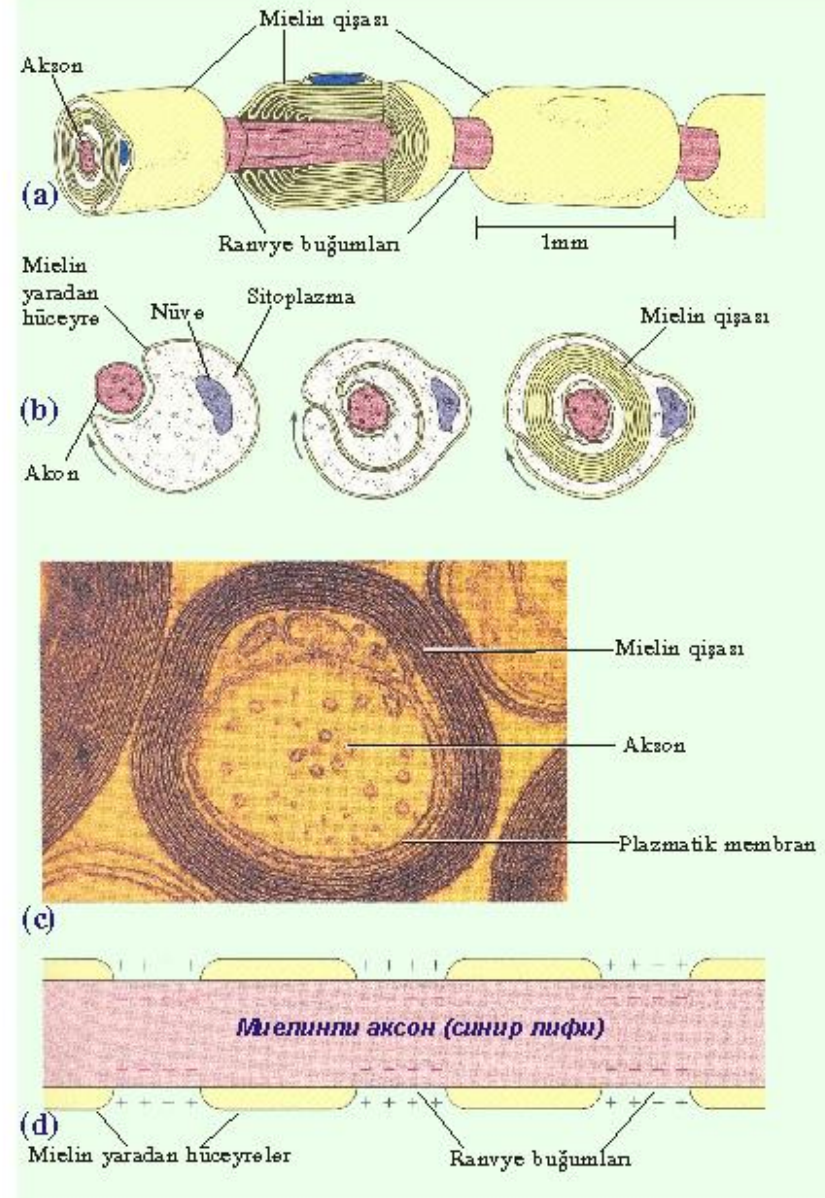 Mielin qişası
Akson
(a)
Ranvye buğumları
1mm
Mielin
yaradan
hüceyrə
Nüvə
Sitoplazma
Mielin qişası
(b)
Akon
Mielin qişası
Akson
Plazmatik membran
(c)
+ + + +
+ + + +
+ + + +
Миелинли аксон (синир лифи)
+ + + +
+ + + +
+ + + +
(d)
Mielin yaradan hüceyrələr
Ranvye buğumları